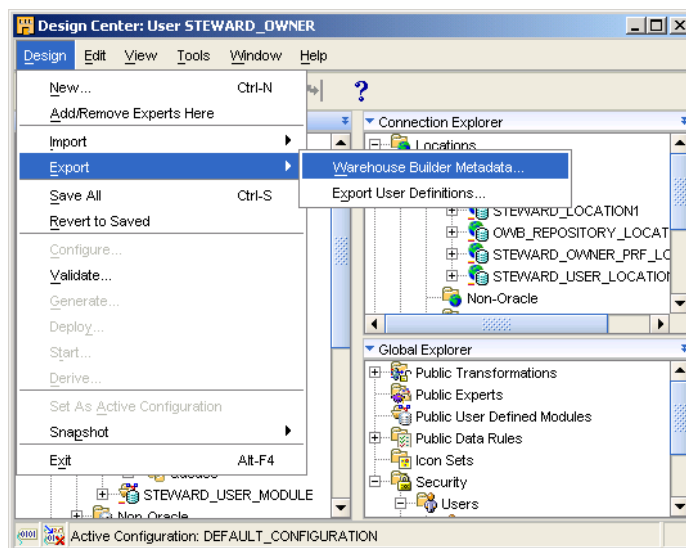 Design Center: User STEWARD_OWNER
Design Edit View Tools Window Help
New... Ctrl-N
Add/Remove Experts Here
Import
Export
Save All Ctrl-S
Revert to Saved
Configure...
Validate...
Generate...
Deploy...
Start...
Derive...
Set As Active Configuration
Snapshot
Exit Alt-F4
Warehouse Builder Metadata...
Export User Definitions...
STEWARD_USER_MODULE
Non-Oracle
Connection Explorer
Locations
STEWARD_LOCATION1
OWB_REPOSITORY_LOCAT
STEWARD_OWNER_PRF_LO
STEWARD_USER_LOCATION
Non-Oracle
Global Explorer
Public Transformations
Public Experts
Public User Defined Modules
Public Data Rules
Icon Sets
Security
Users
Active Configuration: DEFAULT_CONFIGURATION